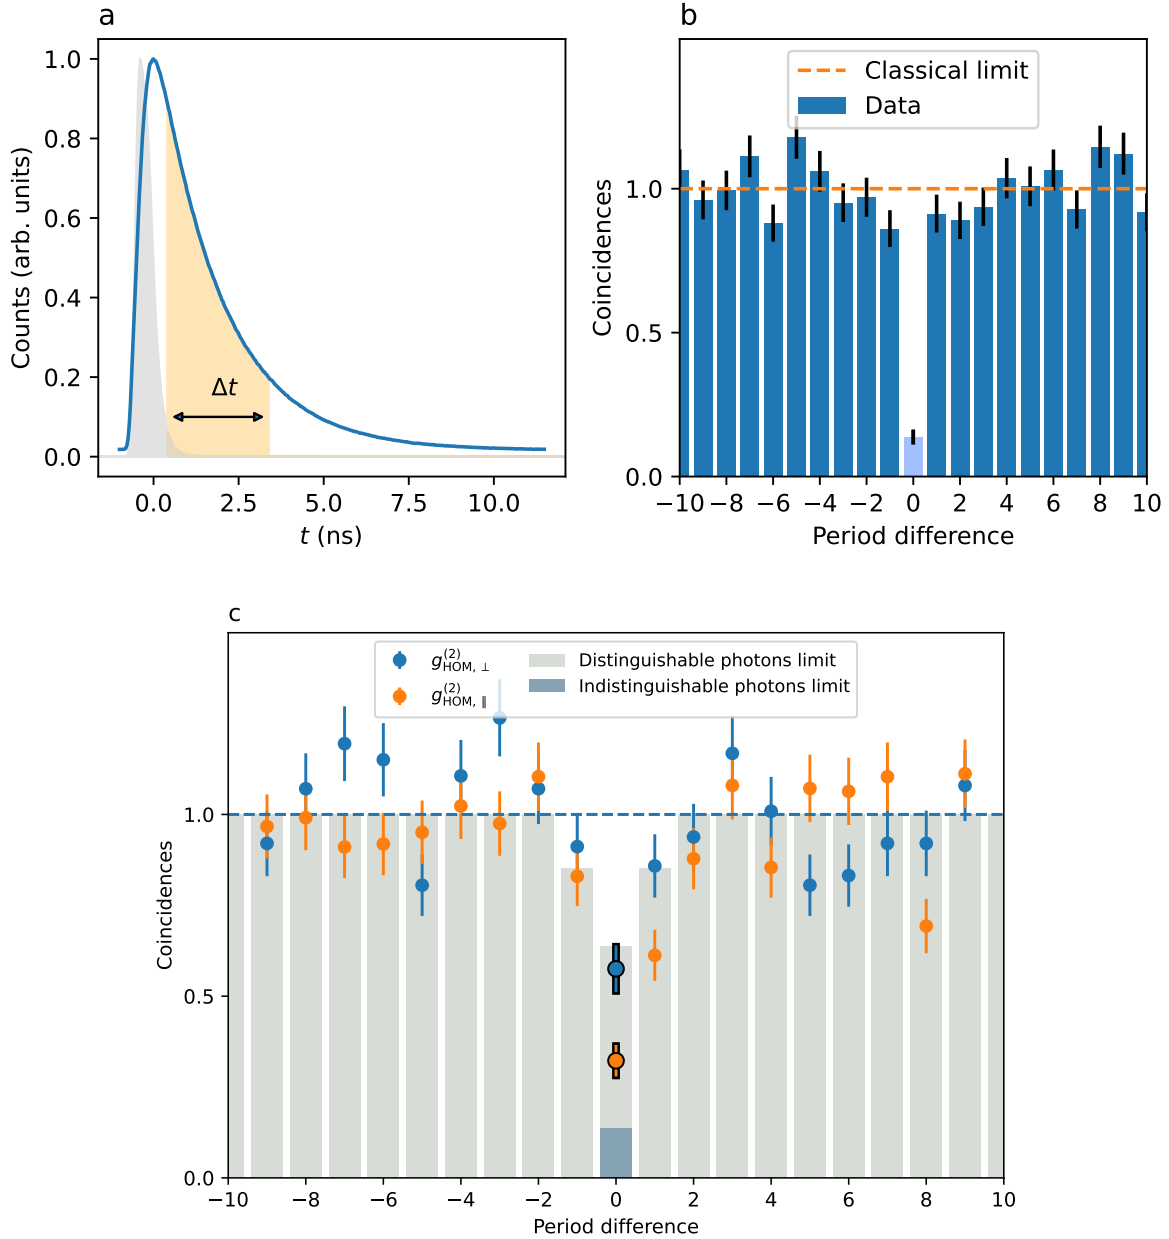 a
1.0
0.8
0.6
0.4
0.2
0.0
Counts (arb. units)
Δt
0.0 2.5 5.0 7.5 10.0
t (ns)
b
Classical limit
Data
1.0
0.5
0.0
Coincidences
−10 −8 −6 −4 −2 0 2 4 6 8 10
Period difference
c
g(2)HOM, ⊥
g(2)HOM, ∥
Distinguishable photons limit
Indistinguishable photons limit
1.0
0.5
0.0
Coincidences
−10 −8 −6 −4 −2 0 2 4 6 8 10
Period difference